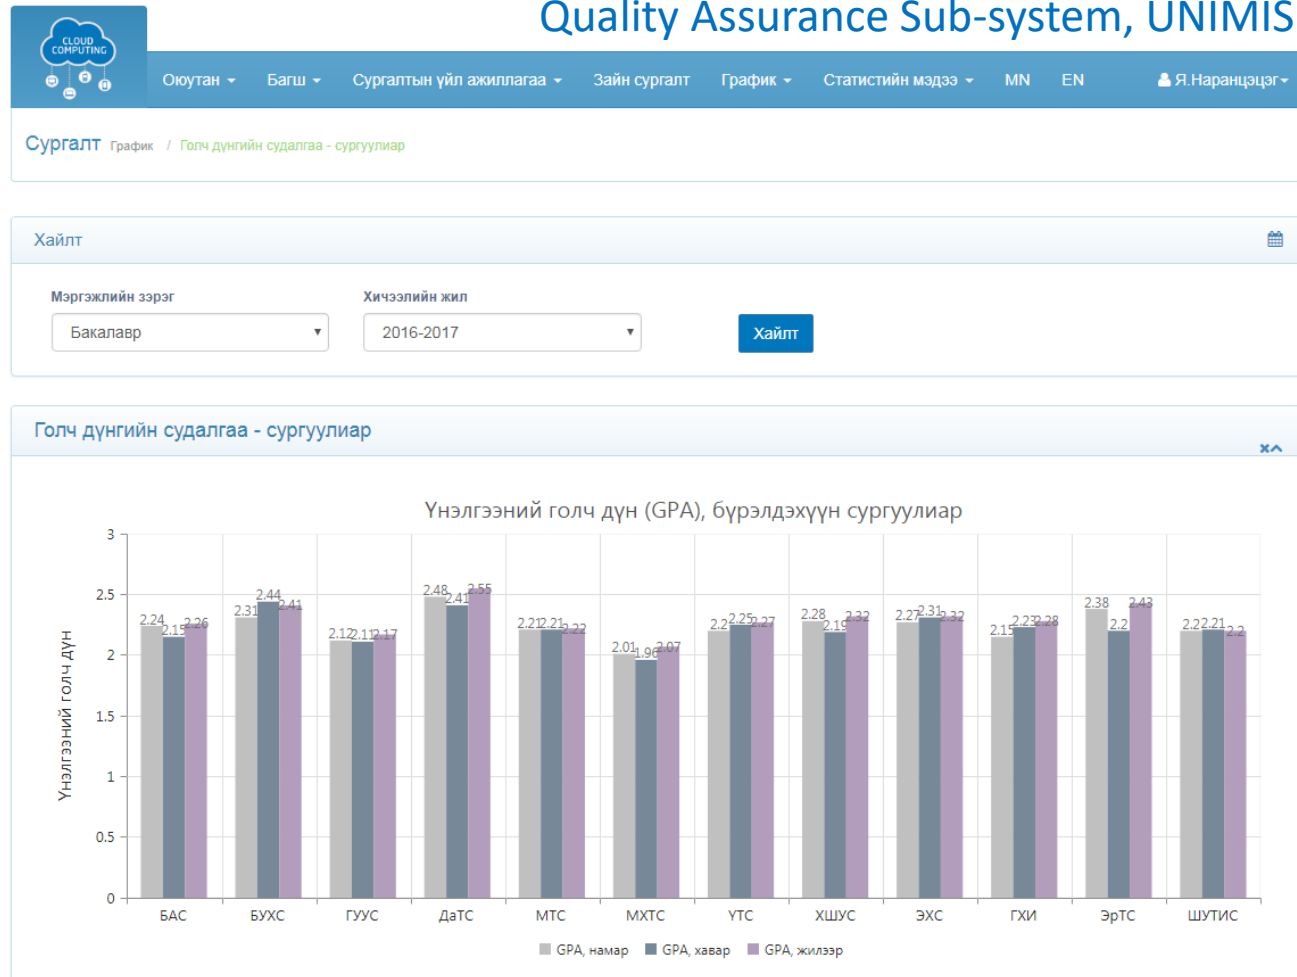 Quality Assurance Sub-system, UNIMIS
CLOUD
COMPUTING
Оюутан Багш Сургалтын үйл ажиллагаа Зайн сургалт График Статистийн мэдээ MN EN Я.Наранцэцэг
Сургалт График / Голч дүнгийн судалгаа - сургуулиар
Хайлт
Мэргэжлийн зэрэг Хичээлийн жил
Бакалавр 2016-2017 Хайлт
Голч дүнгийн судалгаа - сургуулиар
Үнэлгээний голч дүн (GPA), бүрэлдэхүүн сургуулиар
Үнэлгээний голч дүн
3
2.5
2
1.5
1
0.5
0
2.24 2.15 2.26
2.31 2.44 2.41
2.12 2.11 2.17
2.48 2.41 2.55
2.21 2.21 2.22
2.01 1.96 2.07
2.2 2.25 2.27
2.28 2.19 2.32
2.27 2.31 2.32
2.15 2.23 2.28
2.38 2.2 2.43
2.2 2.21 2.2
БАС БУХС ГУУС ДаТС МТС МХТС ҮТС ХШУС ЭХС ГХИ ЭрТС ШУТИС
GPA, намар GPA, хавар GPA, жилээр